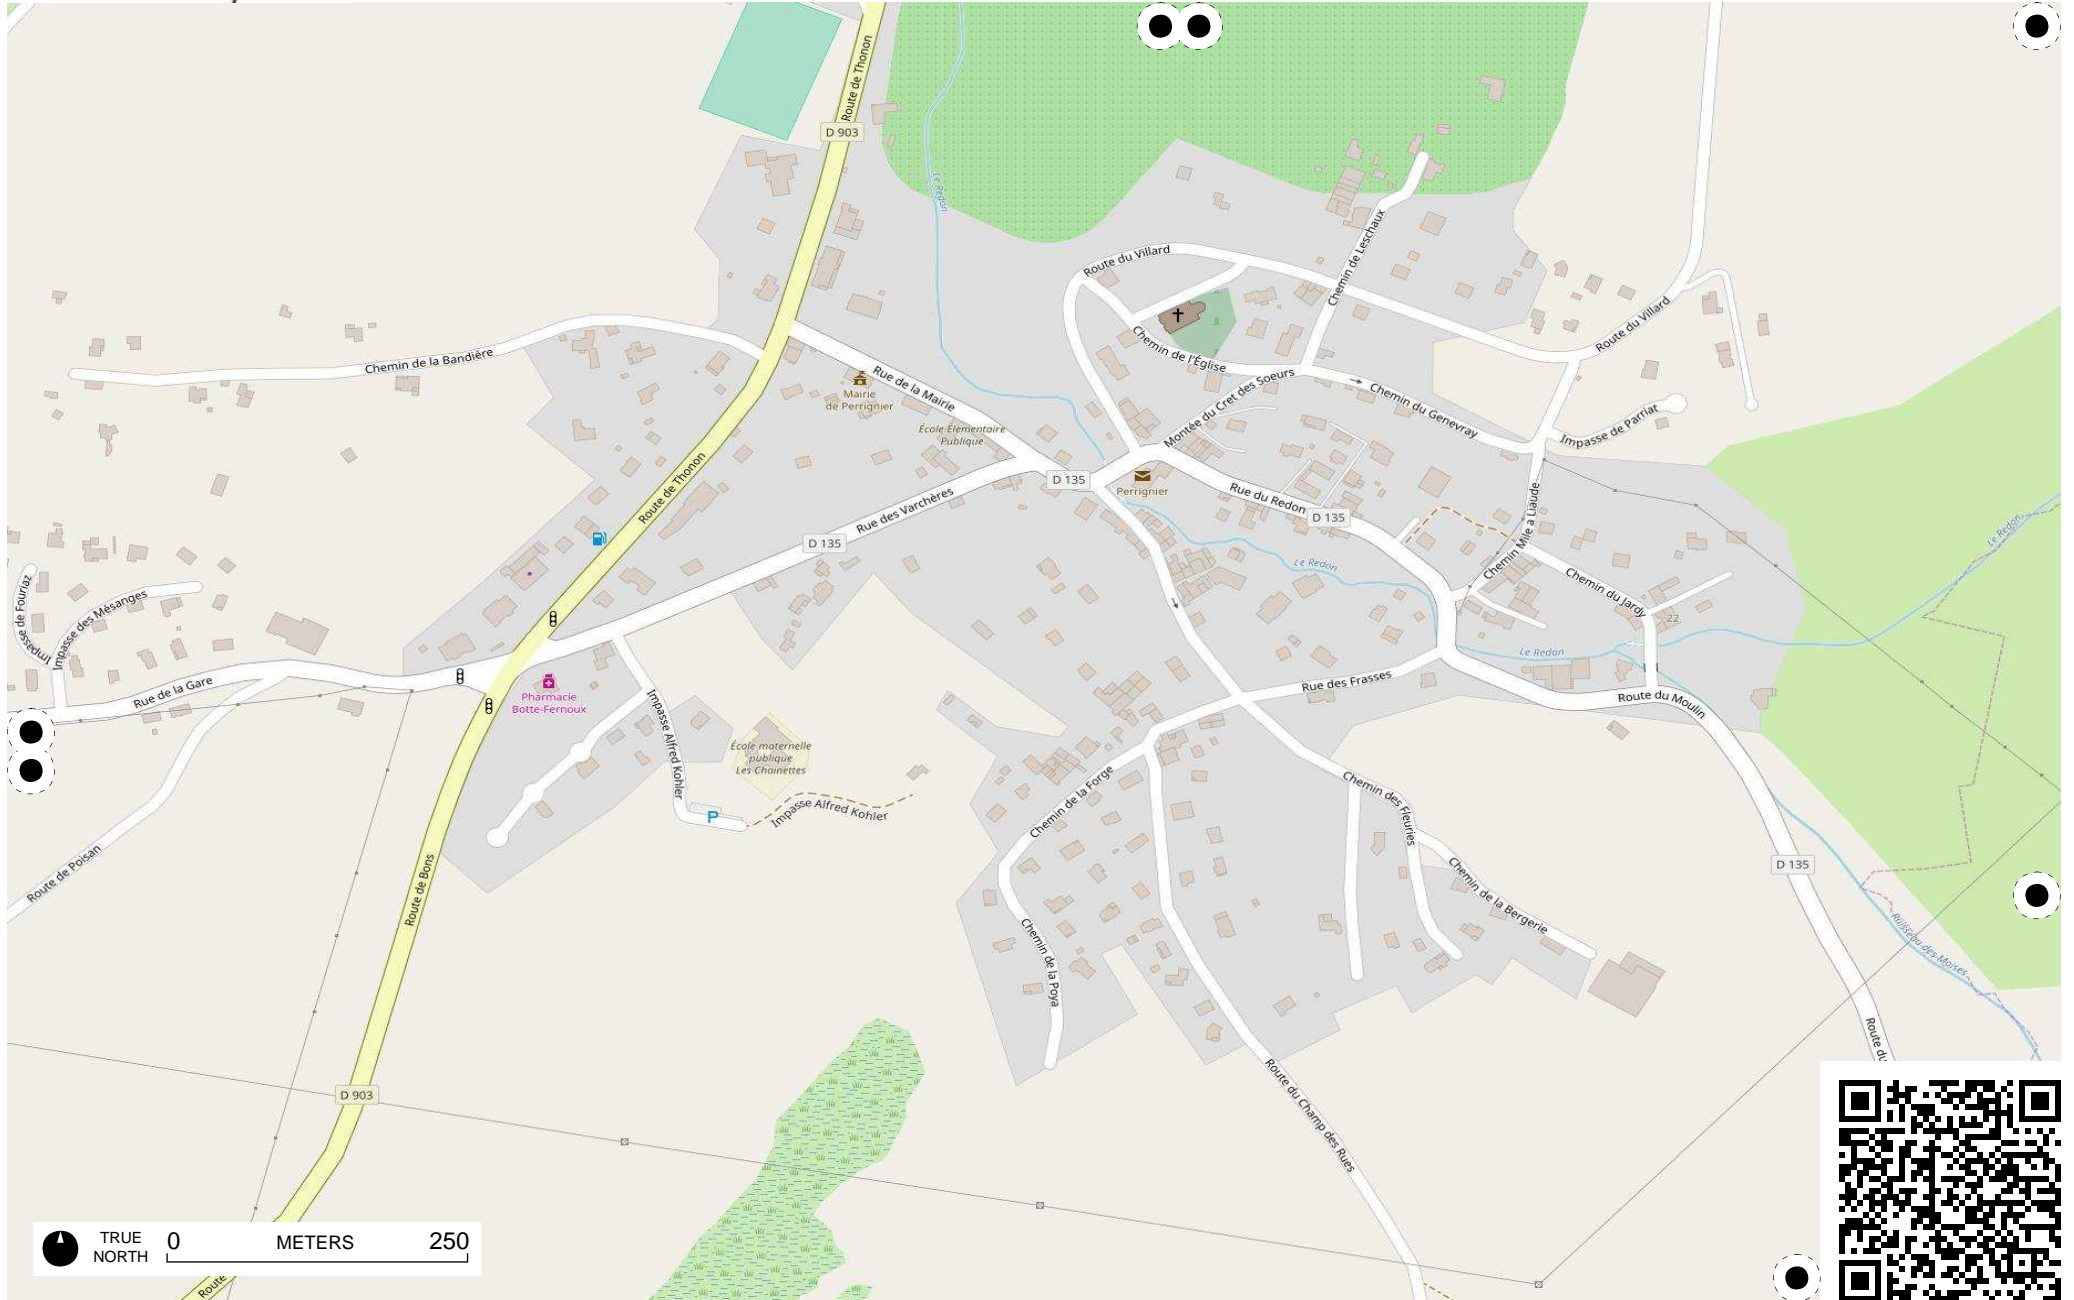 Route de Thonon
D 903
Le Redon
Route du Villard
Chemin de Leschaux
Chemin de l'Église
Route du Villard
Chemin de la Bandière
Rue de la Mairie
Mairie
de Perrignier
École Élementaire
Publique
Montée du Cret des Soeurs
Chemin du Genevray
Impasse de Parriat
Route de Thonon
D 135
Perrignier
Rue du Redon
D 135
Rue des Varchères
D 135
Chemin Mile a Liaude
Le Redon
Le Redon
Chemin du Jardy
22
Impasse de Fouriaz
Impasse des Mésanges
Rue de la Gare
Le Redon
Rue des Frasses
Route du Moulin
Pharmacie
Botte-Fernoux
Impasse Alfred Kohler
École maternelle
publique
Les Chainettes
P
Impasse Alfred Kohler
Chemin de la Forge
Chemin des Fleuries
Chemin de la Bergerie
D 135
Route de Poisan
Route de Bons
Chemin de la Poya
Ruisseau des Moises
Route du
Route du Champ des Rues
D 903
TRUE
NORTH
0 METERS 250
Route